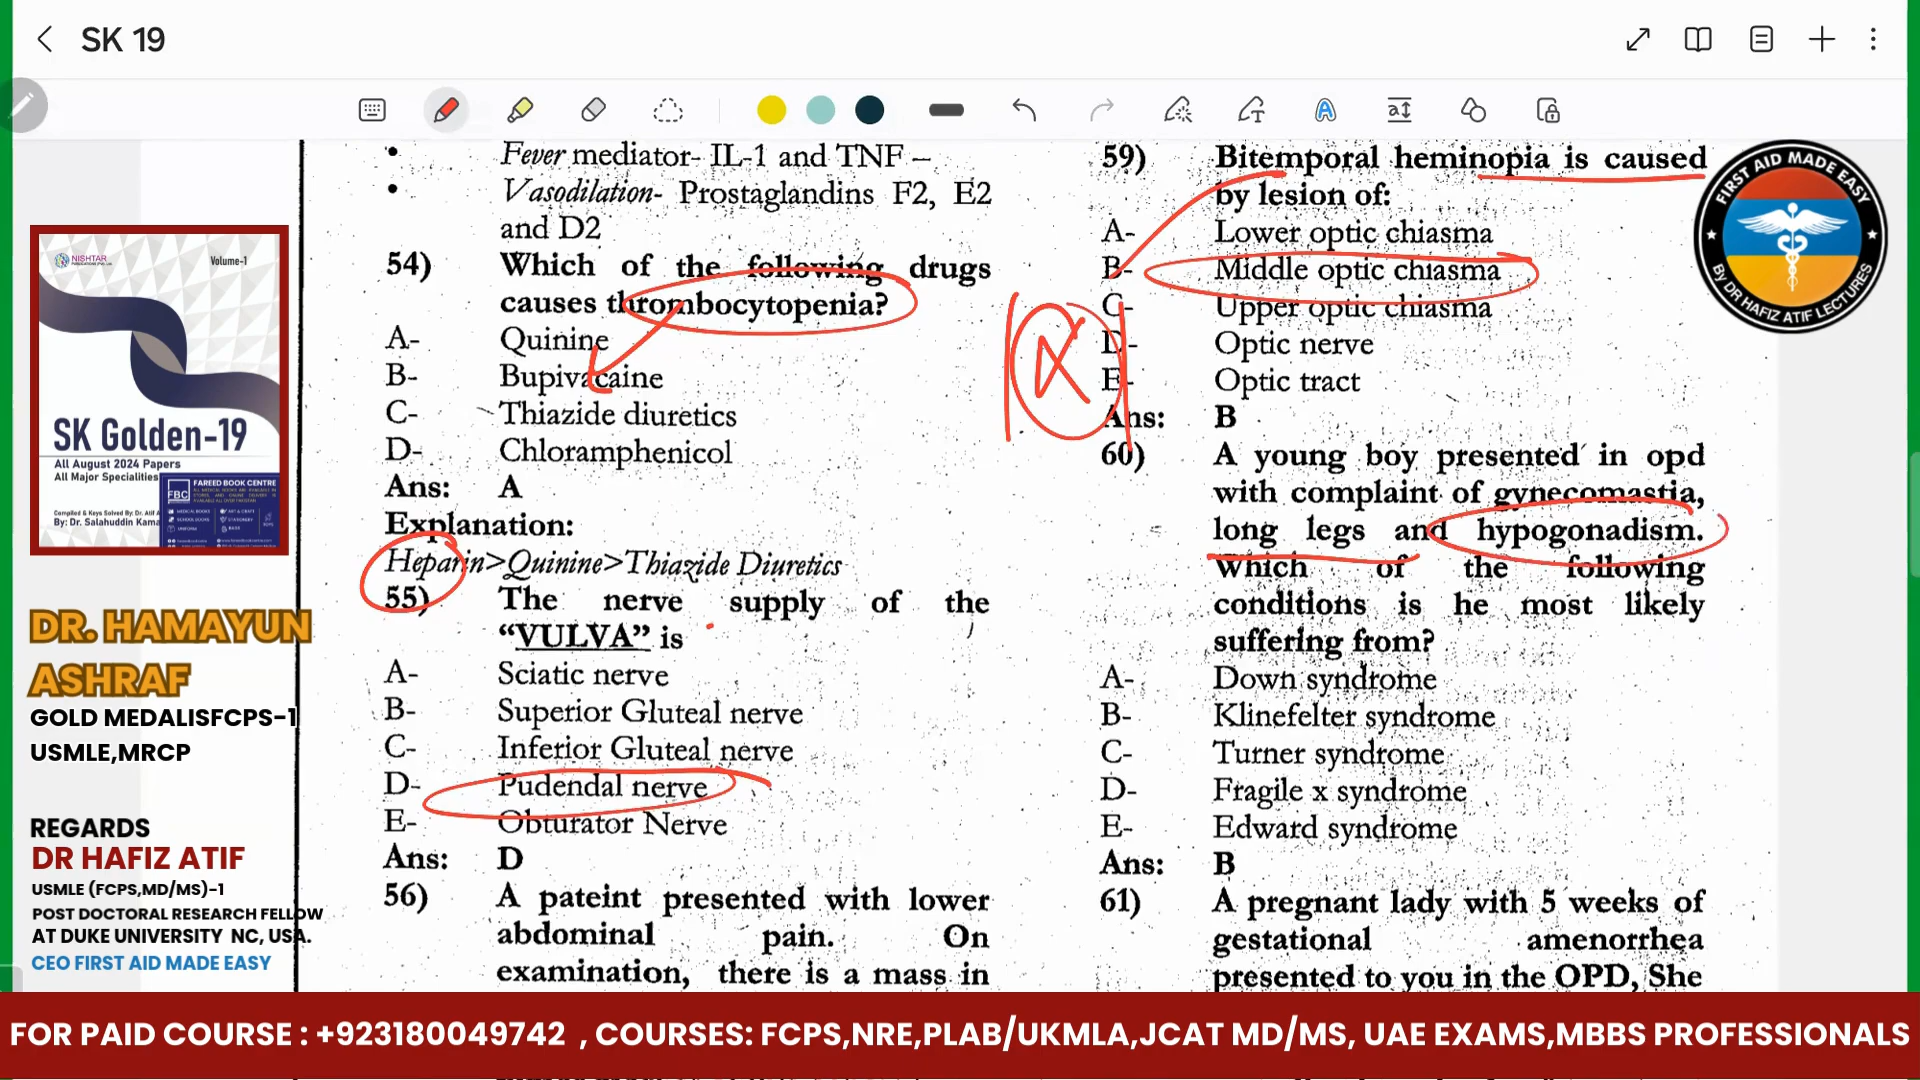 SK 19
NISHTAR
Volume-1
SK Golden-19
All August 2024 Papers
All Major Specialities
FBC
FAREED BOOK CENTRE
By: Dr. Salahuddin Kama
DR. HAMAYUN
ASHRAF
GOLD MEDALISFCPS-1
USMLE,MRCP
REGARDS
DR HAFIZ ATIF
USMLE (FCPS,MD/MS)-1
POST DOCTORAL RESEARCH FELLOW
AT DUKE UNIVERSITY NC, USA.
CEO FIRST AID MADE EASY
• Fever mediator- IL-1 and TNF –
• Vasodilation- Prostaglandins F2, E2
and D2
54) Which of the following drugs
causes thrombocytopenia?
A- Quinine
B- Bupivacaine
C- Thiazide diuretics
D- Chloramphenicol
Ans: A
Explanation:
Heparin>Quinine>Thiazide Diuretics
55) The nerve supply of the
“VULVA” is
A- Sciatic nerve
B- Superior Gluteal nerve
C- Inferior Gluteal nerve
D- Pudendal nerve
E- Obturator Nerve
Ans: D
56) A pateint presented with lower
abdominal pain. On
examination, there is a mass in
59) Bitemporal heminopia is caused
by lesion of:
A- Lower optic chiasma
B- Middle optic chiasma
C- Upper optic chiasma
D- Optic nerve
E- Optic tract
Ans: B
60) A young boy presented in opd
with complaint of gynecomastia,
long legs and hypogonadism.
Which of the following
conditions is he most likely
suffering from?
A- Down syndrome
B- Klinefelter syndrome
C- Turner syndrome
D- Fragile x syndrome
E- Edward syndrome
Ans: B
61) A pregnant lady with 5 weeks of
gestational amenorrhea
presented to you in the OPD, She
FIRST AID MADE EASY
By DR HAFIZ ATIF LECTURES
FOR PAID COURSE : +923180049742 , COURSES: FCPS,NRE,PLAB/UKMLA,JCAT MD/MS, UAE EXAMS,MBBS PROFESSIONALS